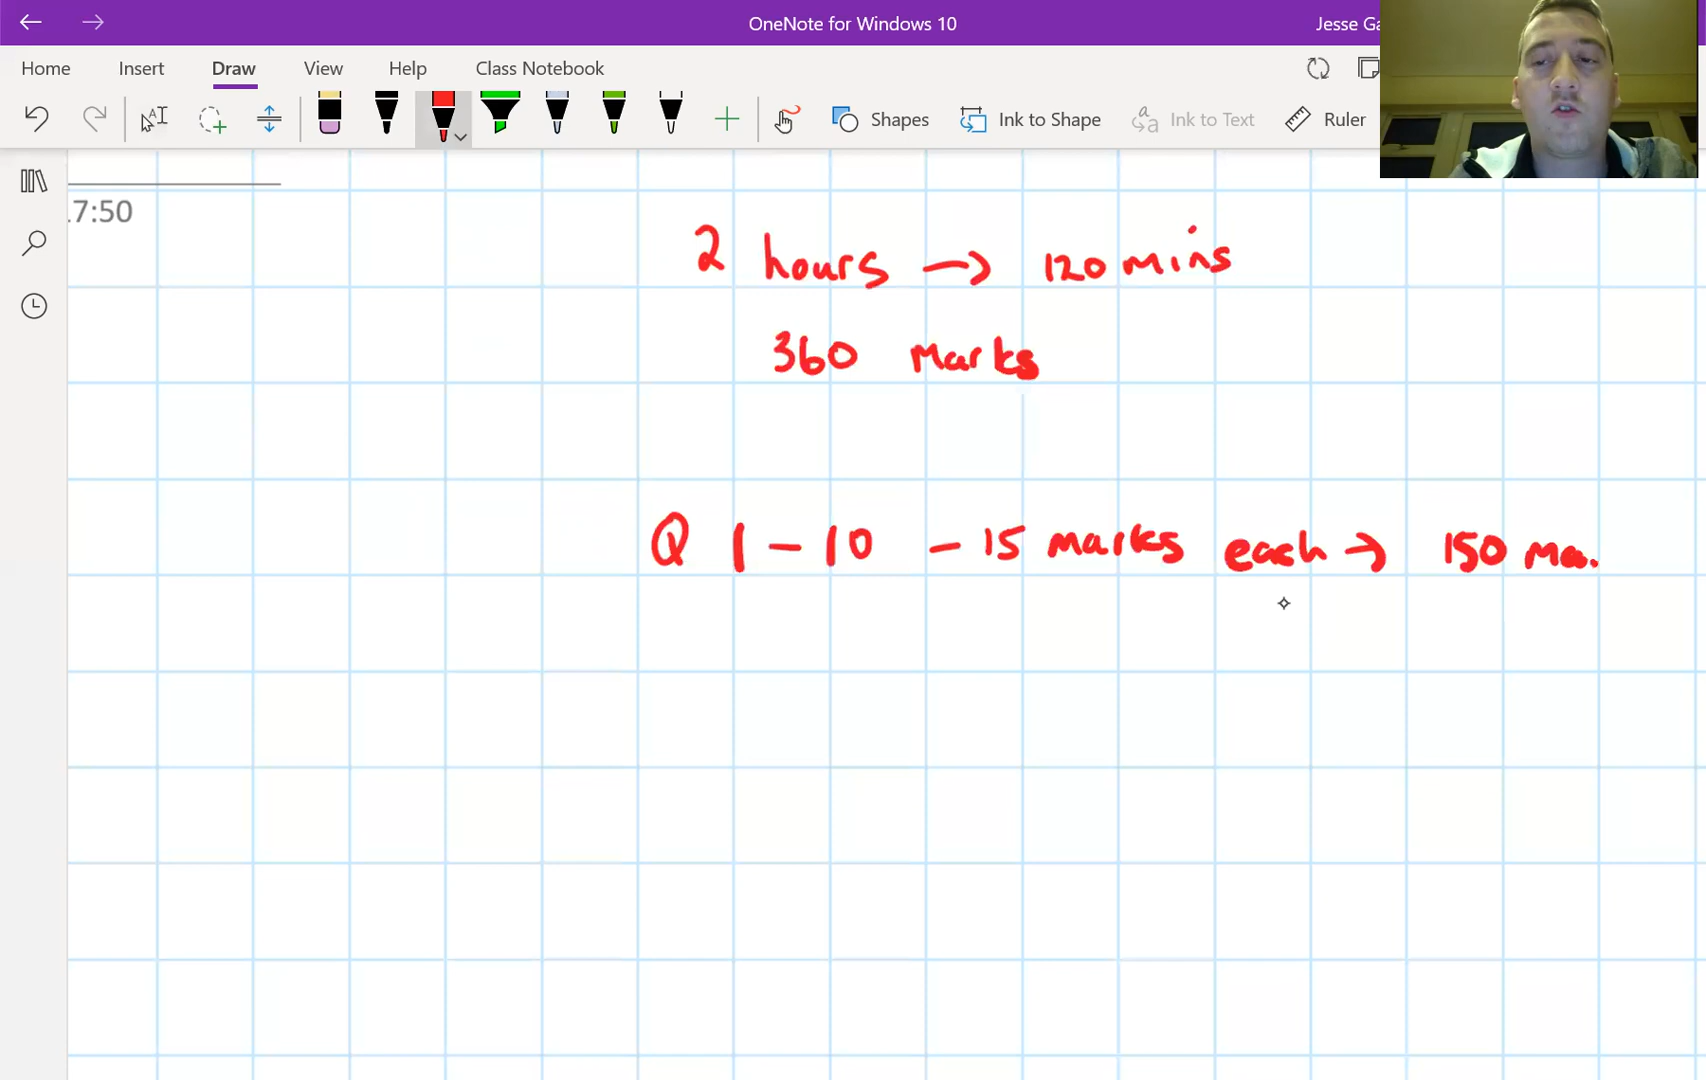 OneNote for Windows 10
Jesse Ga
Home Insert Draw View Help Class Notebook
Shapes Ink to Shape Ink to Text Ruler
7:50
2 hours → 120 mins
360 Marks
Q 1 - 10 - 15 marks each → 150 Ma.